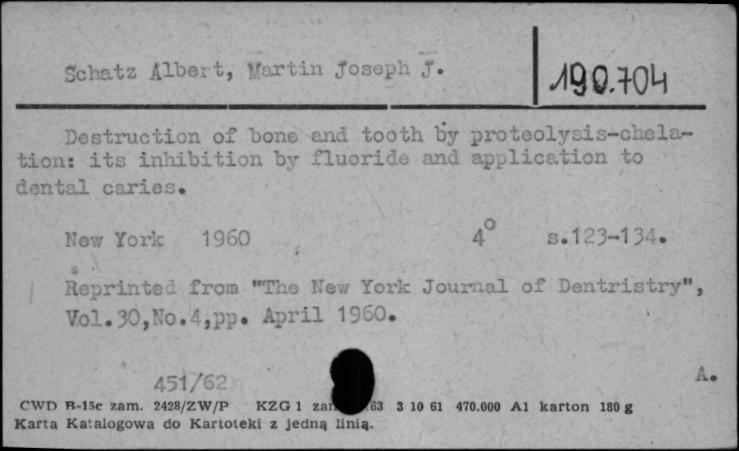 Schatz Albert, Martin Joseph J.
190.704
Destruction of bone and tooth by proteolysis-chela-
tion: its inhibition by fluoride and application to
dental caries.
New York 1960 4° s.123-134.
Reprinted from "The New York Journal of Dentristry",
Vol.30,No.4,pp. April 1960.
451/62
A.
CWD B-15c zam. 2428/ZW/P KZG 1 63 3 10 61 470.000 A1 karton 180 g
Karta Katalogowa do Kartoteki z jedną linią.